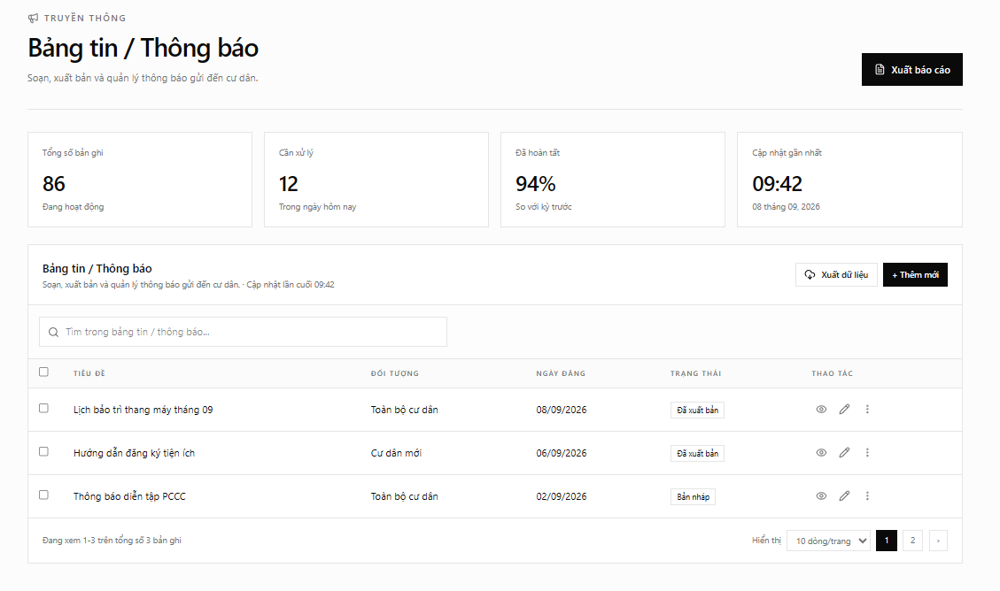 TRUYỀN THÔNG
Bảng tin / Thông báo
Soạn, xuất bản và quản lý thông báo gửi đến cư dân.
Xuất báo cáo
Tổng số bản ghi
86
Đang hoạt động
Cần xử lý
12
Trong ngày hôm nay
Đã hoàn tất
94%
So với kỳ trước
Cập nhật gần nhất
09:42
08 tháng 09, 2026
Bảng tin / Thông báo
Soạn, xuất bản và quản lý thông báo gửi đến cư dân. · Cập nhật lần cuối 09:42
Xuất dữ liệu
+ Thêm mới
Tìm trong bảng tin / thông báo...
TIÊU ĐỀ ĐỐI TƯỢNG NGÀY ĐĂNG TRẠNG THÁI THAO TÁC
Lịch bảo trì thang máy tháng 09 Toàn bộ cư dân 08/09/2026 Đã xuất bản
Hướng dẫn đăng ký tiện ích Cư dân mới 06/09/2026 Đã xuất bản
Thông báo diễn tập PCCC Toàn bộ cư dân 02/09/2026 Bản nháp
Đang xem 1-3 trên tổng số 3 bản ghi
Hiển thị 10 dòng/trang 1 2 ›